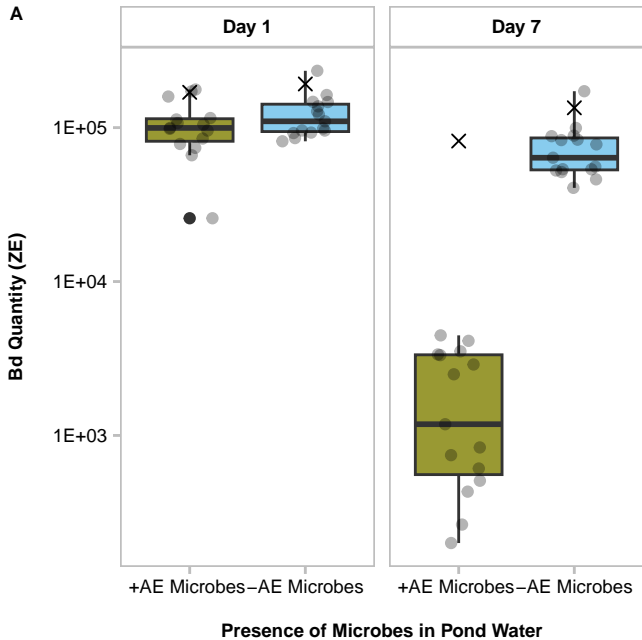 A
Day 1
Day 7
Bd Quantity (ZE)
1E+05
1E+04
1E+03
+AE Microbes
−AE Microbes
+AE Microbes
−AE Microbes
Presence of Microbes in Pond Water